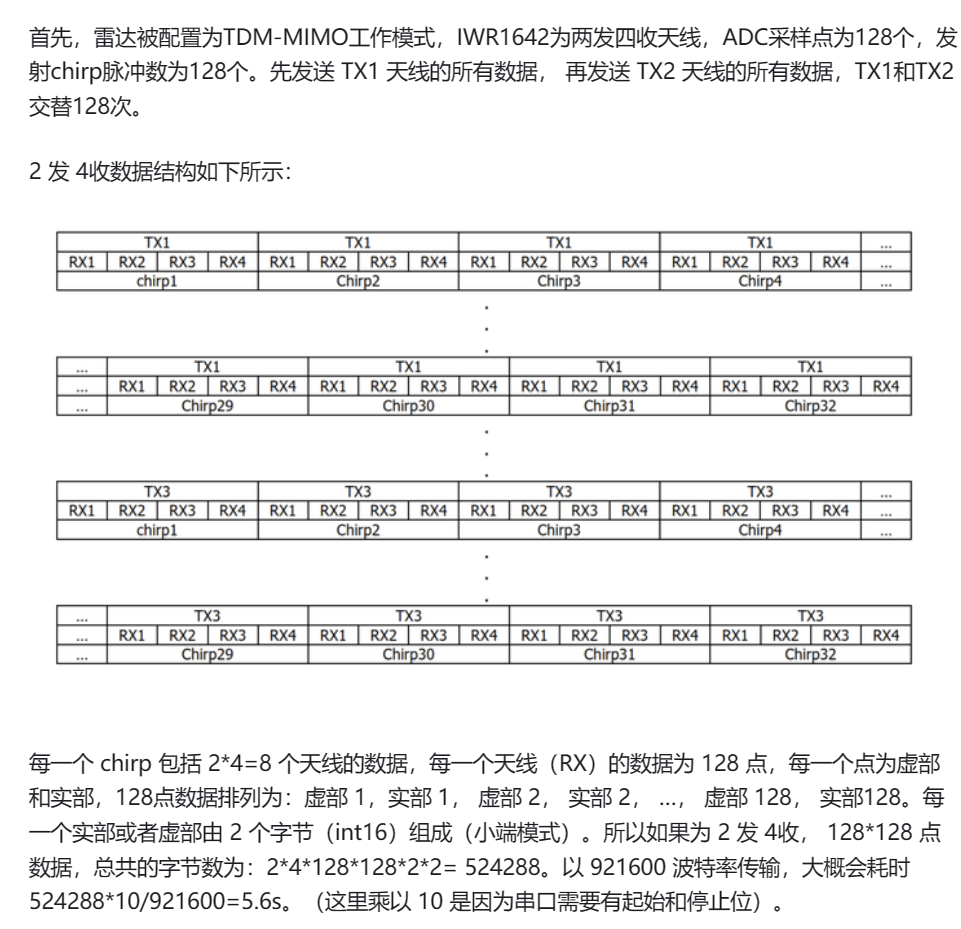 首先，雷达被配置为TDM-MIMO工作模式，IWR1642为两发四收天线，ADC采样点为128个，发
射chirp脉冲数为128个。先发送 TX1 天线的所有数据， 再发送 TX2 天线的所有数据，TX1和TX2
交替128次。
2 发 4收数据结构如下所示：
TX1 TX1 TX1 TX1 ...
RX1 RX2 RX3 RX4 RX1 RX2 RX3 RX4 RX1 RX2 RX3 RX4 RX1 RX2 RX3 RX4 ...
chirp1 Chirp2 Chirp3 Chirp4 ...
... TX1 TX1 TX1 TX1
... RX1 RX2 RX3 RX4 RX1 RX2 RX3 RX4 RX1 RX2 RX3 RX4 RX1 RX2 RX3 RX4
... Chirp29 Chirp30 Chirp31 Chirp32
TX3 TX3 TX3 TX3 ...
RX1 RX2 RX3 RX4 RX1 RX2 RX3 RX4 RX1 RX2 RX3 RX4 RX1 RX2 RX3 RX4 ...
chirp1 Chirp2 Chirp3 Chirp4 ...
... TX3 TX3 TX3 TX3
... RX1 RX2 RX3 RX4 RX1 RX2 RX3 RX4 RX1 RX2 RX3 RX4 RX1 RX2 RX3 RX4
... Chirp29 Chirp30 Chirp31 Chirp32
每一个 chirp 包括 2*4=8 个天线的数据，每一个天线（RX）的数据为 128 点，每一个点为虚部
和实部，128点数据排列为：虚部 1，实部 1， 虚部 2， 实部 2， ...， 虚部 128， 实部128。每
一个实部或者虚部由 2 个字节（int16）组成（小端模式）。所以如果为 2 发 4收， 128*128 点
数据，总共的字节数为：2*4*128*128*2*2= 524288。以 921600 波特率传输，大概会耗时
524288*10/921600=5.6s。（这里乘以 10 是因为串口需要有起始和停止位）。